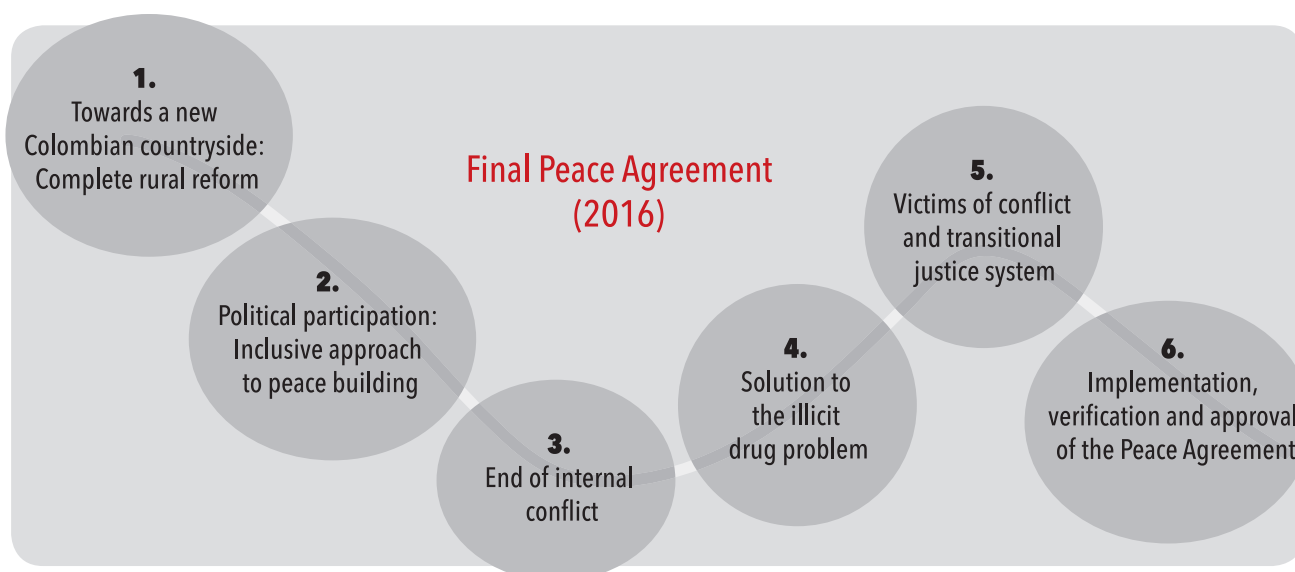 1.
Towards a new
Colombian countryside:
Complete rural reform
Final Peace Agreement
(2016)
2.
Political participation:
Inclusive approach
to peace building
3.
End of internal
conflict
4.
Solution to
the illicit
drug problem
5.
Victims of conflict
and transitional
justice system
6.
Implementation,
verification and approval
of the Peace Agreement